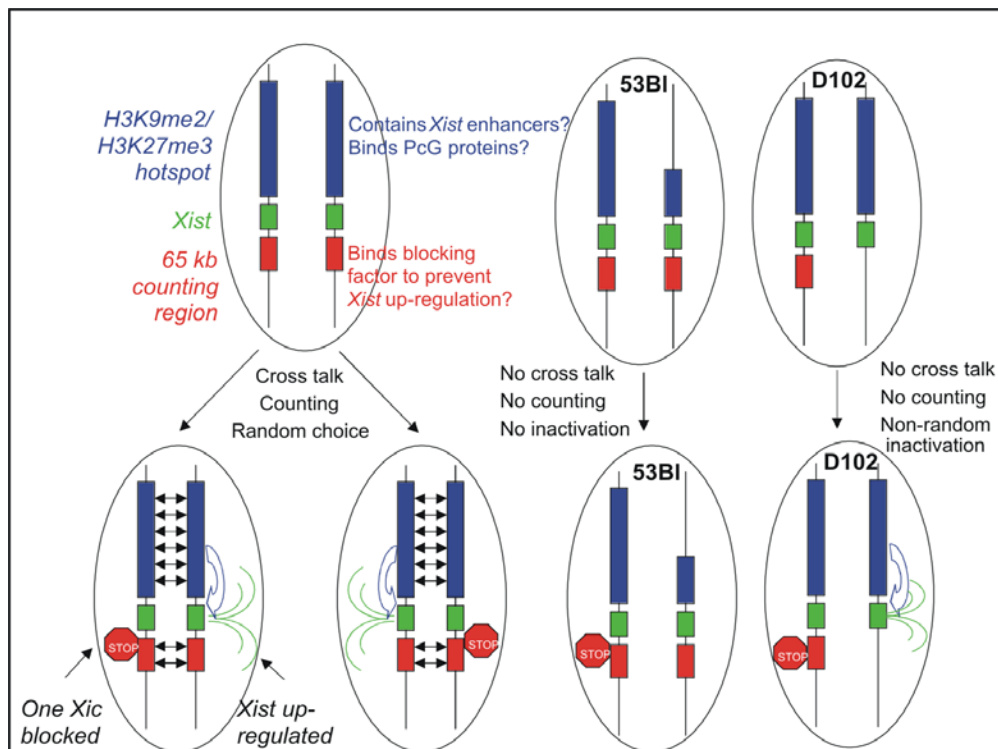 53BI
D102
H3K9me2/
H3K27me3
hotspot
Contains Xist enhancers?
Binds PcG proteins?
Xist
65 kb
counting
region
Binds blocking
factor to prevent
Xist up-regulation?
Cross talk
Counting
Random choice
No cross talk
No counting
No inactivation
No cross talk
No counting
Non-random
inactivation
53BI
D102
STOP
STOP
STOP
STOP
One Xic
blocked
Xist up-
regulated